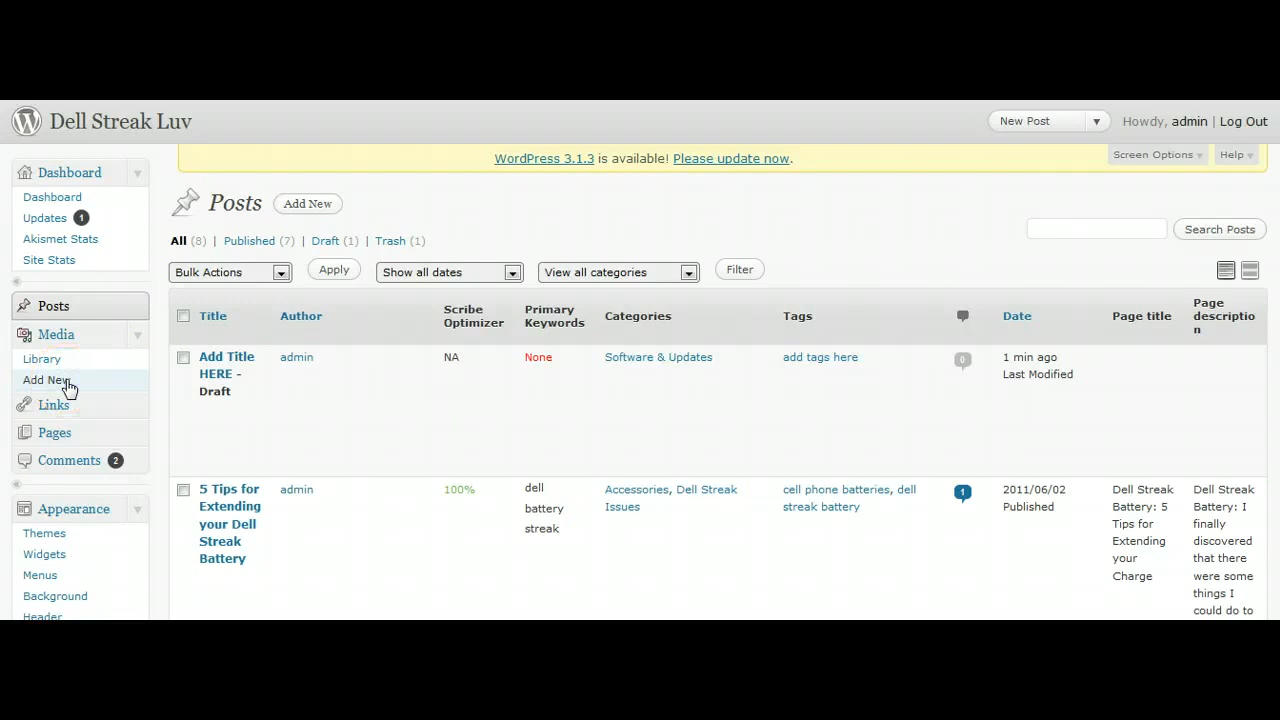 Dell Streak Luv
New Post
Howdy, admin | Log Out
WordPress 3.1.3 is available! Please update now.
Screen Options
Help
Dashboard
Dashboard
Updates 1
Akismet Stats
Site Stats
Posts
Media
Library
Add New
Links
Pages
Comments 2
Appearance
Themes
Widgets
Menus
Background
Header
Posts
Add New
All (8) | Published (7) | Draft (1) | Trash (1)
Search Posts
Bulk Actions
Apply
Show all dates
View all categories
Filter
Title
Author
Scribe
Optimizer
Primary
Keywords
Categories
Tags
Date
Page title
Page
descriptio
n
Add Title
HERE -
Draft
admin
NA
None
Software & Updates
add tags here
0
1 min ago
Last Modified
5 Tips for
Extending
your Dell
Streak
Battery
admin
100%
dell
battery
streak
Accessories, Dell Streak
Issues
cell phone batteries, dell
streak battery
1
2011/06/02
Published
Dell Streak
Battery: 5
Tips for
Extending
your
Charge
Dell Streak
Battery: I
finally
discovered
that there
were some
things I
could do to